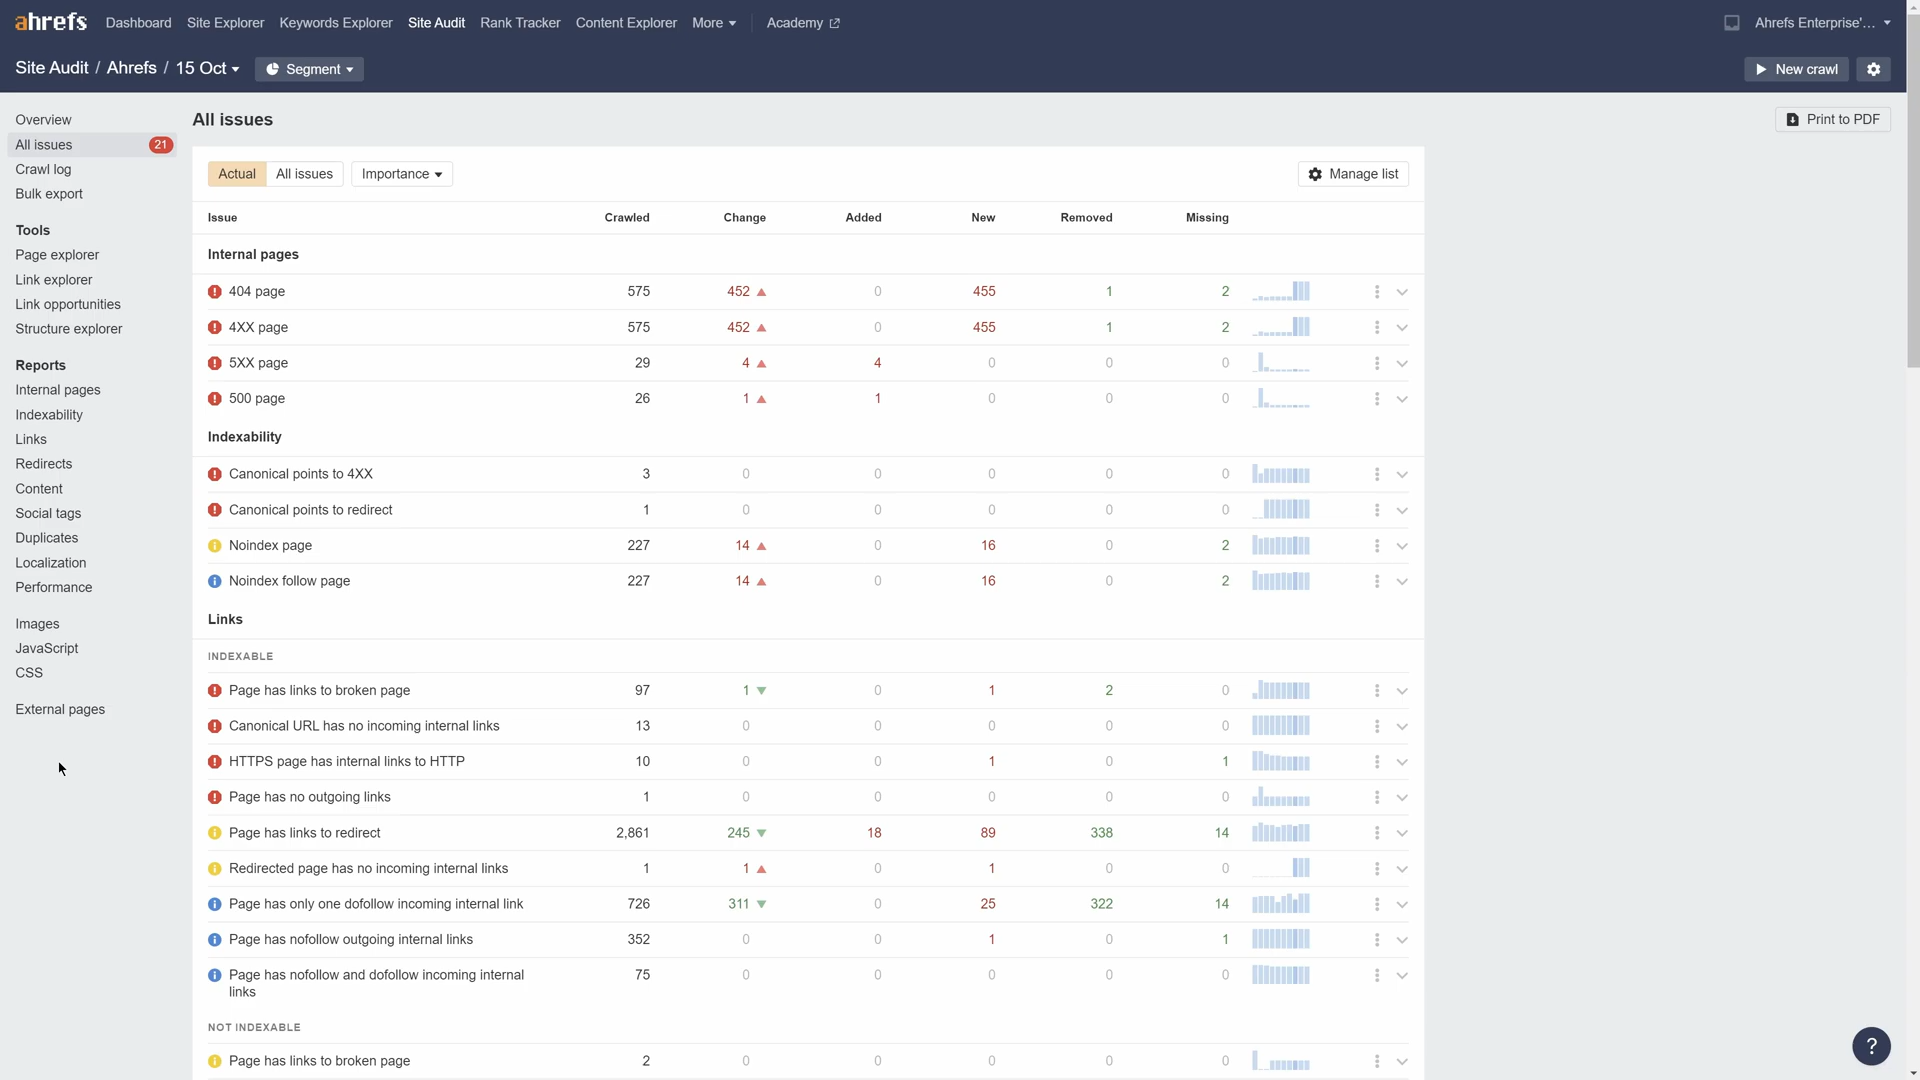 ahrefs Dashboard Site Explorer Keywords Explorer Site Audit Rank Tracker Content Explorer More Academy Ahrefs Enterprise'...
Site Audit / Ahrefs / 15 Oct Segment New crawl
Overview
All issues 21
Crawl log
Bulk export
Tools
Page explorer
Link explorer
Link opportunities
Structure explorer
Reports
Internal pages
Indexability
Links
Redirects
Content
Social tags
Duplicates
Localization
Performance
Images
JavaScript
CSS
External pages
All issues Print to PDF
Actual All issues Importance Manage list
Issue Crawled Change Added New Removed Missing
Internal pages
404 page 575 452 0 455 1 2
4XX page 575 452 0 455 1 2
5XX page 29 4 4 0 0 0
500 page 26 1 1 0 0 0
Indexability
Canonical points to 4XX 3 0 0 0 0 0
Canonical points to redirect 1 0 0 0 0 0
Noindex page 227 14 0 16 0 2
Noindex follow page 227 14 0 16 0 2
Links
INDEXABLE
Page has links to broken page 97 1 0 1 2 0
Canonical URL has no incoming internal links 13 0 0 0 0 0
HTTPS page has internal links to HTTP 10 0 0 1 0 1
Page has no outgoing links 1 0 0 0 0 0
Page has links to redirect 2,861 245 18 89 338 14
Redirected page has no incoming internal links 1 1 0 1 0 0
Page has only one dofollow incoming internal link 726 311 0 25 322 14
Page has nofollow outgoing internal links 352 0 0 1 0 1
Page has nofollow and dofollow incoming internal 75 0 0 0 0 0
links
NOT INDEXABLE
Page has links to broken page 2 0 0 0 0 0
?